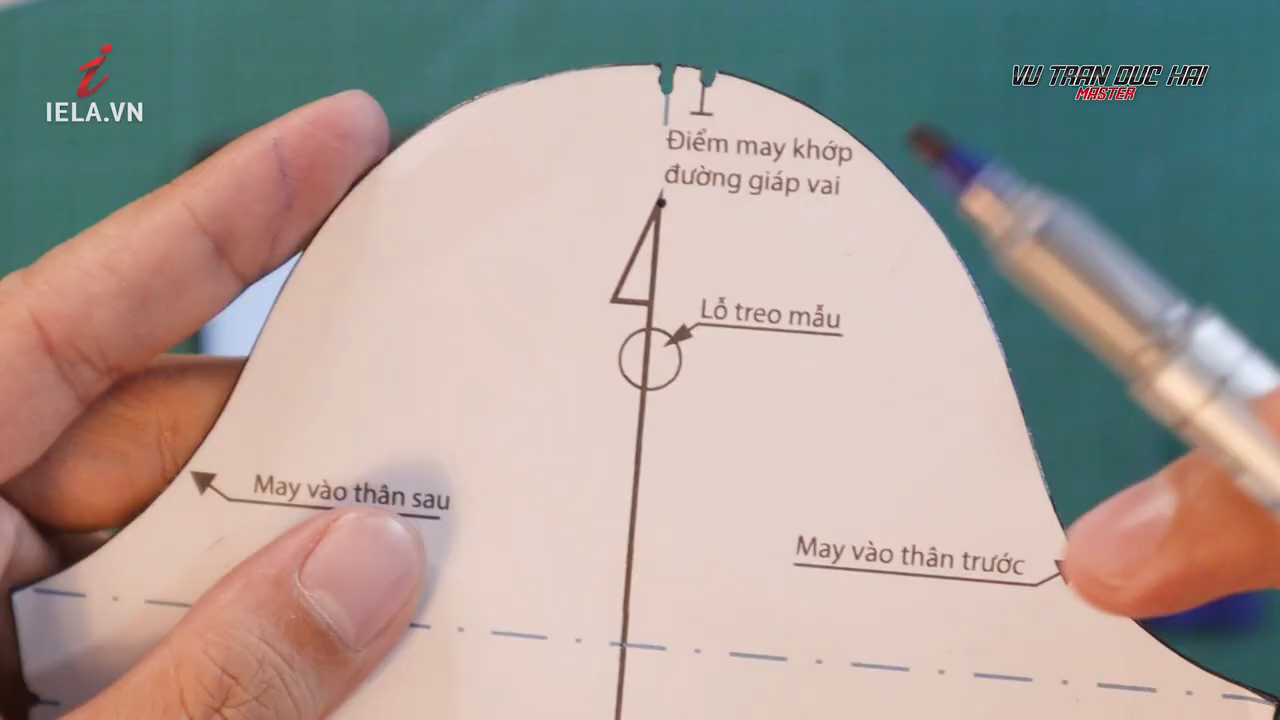 i
IELA.VN
VU TRAN DUC HAI
MASTER
Điểm may khớp
đường giáp vai
Lỗ treo mẫu
May vào thân sau
May vào thân trước